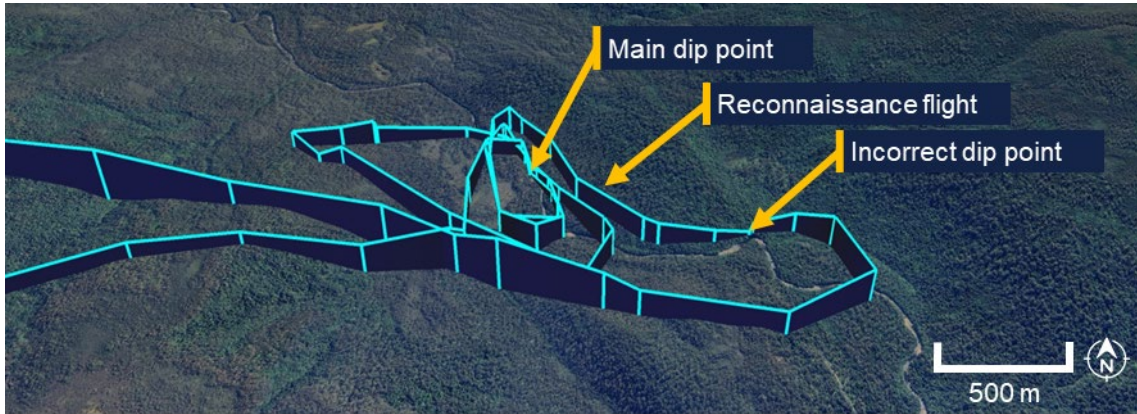 Main dip point
Reconnaissance flight
Incorrect dip point
500 m
N